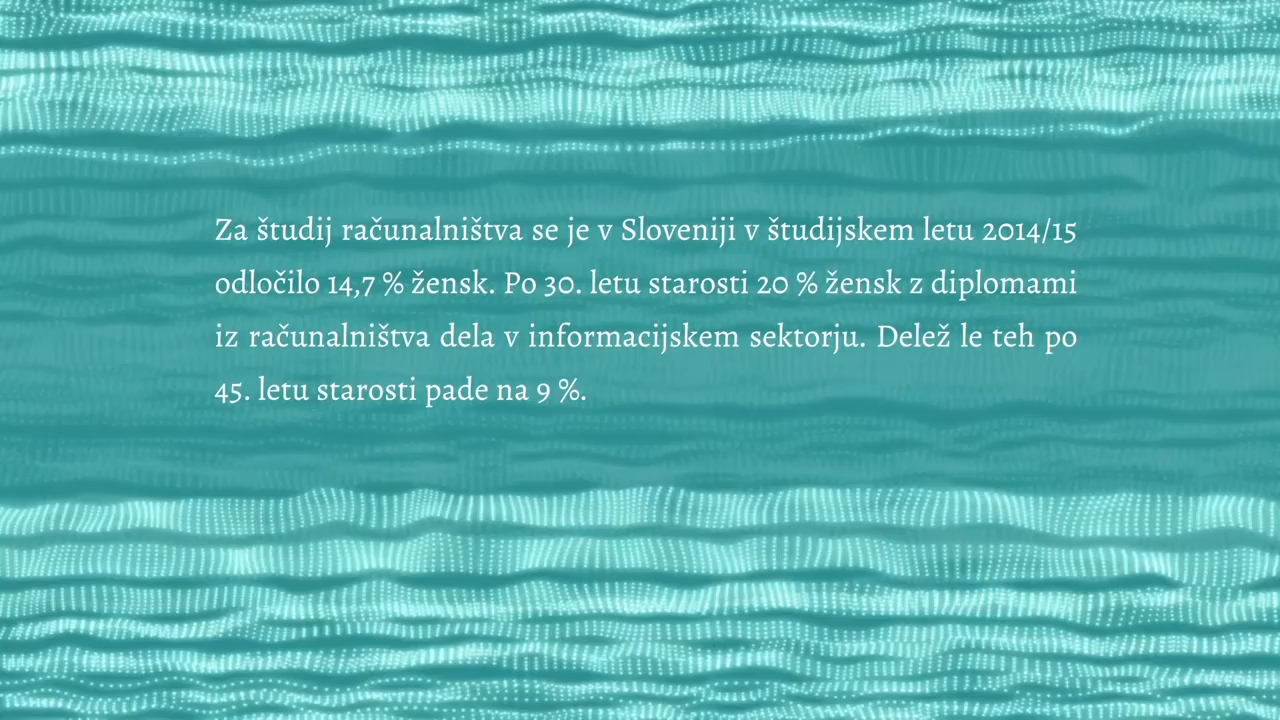 Za študij računalništva se je v Sloveniji v študijskem letu 2014/15
odločilo 14,7 % žensk. Po 30. letu starosti 20 % žensk z diplomami
iz računalništva dela v informacijskem sektorju. Delež le teh po
45. letu starosti pade na 9 %.